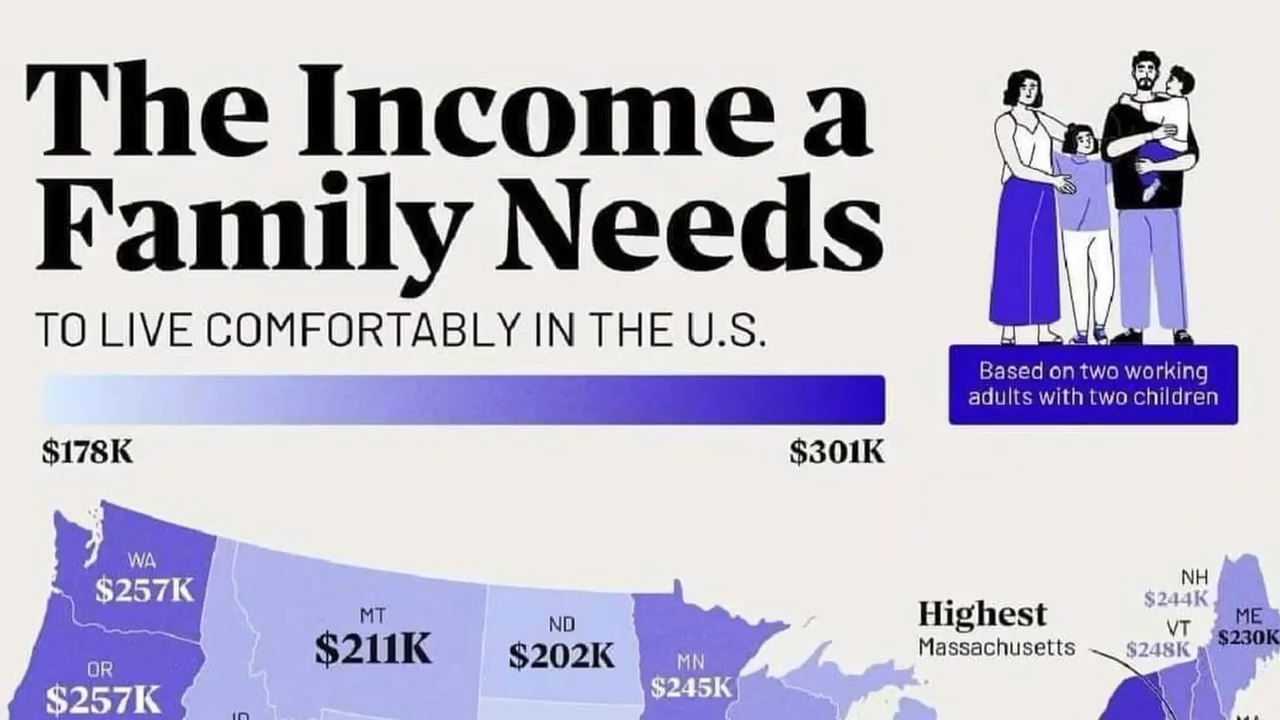 The Income a
Family Needs
TO LIVE COMFORTABLY IN THE U.S.
Based on two working
adults with two children
$178K
$301K
WA
$257K
OR
$257K
MT
$211K
ND
$202K
MN
$245K
Highest
Massachusetts
NH
$244K
VT
$248K
ME
$230K